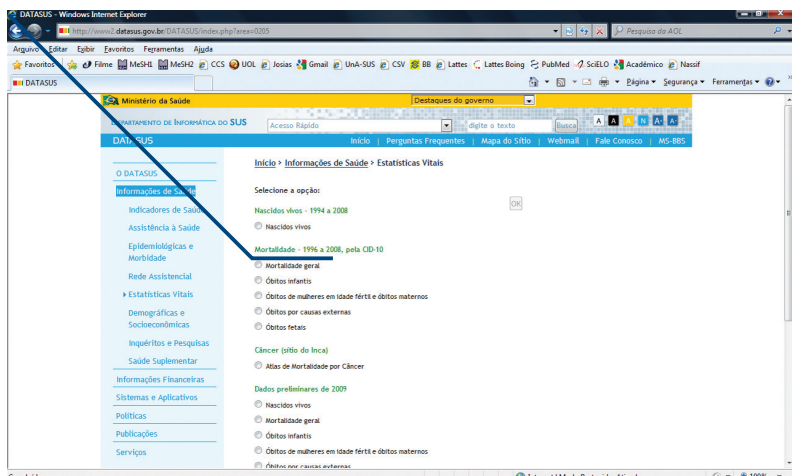 DATASUS - Windows Internet Explorer
http://www2.datasus.gov.br/DATASUS/index.php?area=0205
Pesquisa da AOL
Arquivo Editar Exibir Favoritos Ferramentas Ajuda
Favoritos Filme MeSH1 MeSH2 CCS UOL Josias Gmail UnA-SUS CSV BB Lattes Lattes Boing PubMed SciELO Académico Nassif
DATASUS
Página Segurança Ferramentas
Ministério da Saúde
Destaques do governo
DEPARTAMENTO DE INFORMÁTICA DO SUS
Acesso Rápido
digite o texto
Busca
A A A N A+ A-
DATASUS
Início | Perguntas Frequentes | Mapa do Sítio | Webmail | Fale Conosco | MS-BBS
Início > Informações de Saúde > Estatísticas Vitais
O DATASUS
Informações de Saúde
Indicadores de Saúde
Assistência à Saúde
Epidemiológicas e
Morbidade
Rede Assistencial
Estatísticas Vitais
Demográficas e
Socioeconômicas
Inquéritos e Pesquisas
Saúde Suplementar
Informações Financeiras
Sistemas e Aplicativos
Políticas
Publicações
Serviços
Selecione a opção:
OK
Nascidos vivos - 1994 a 2008
Nascidos vivos
Mortalidade - 1996 a 2008, pela CID-10
Mortalidade geral
Óbitos infantis
Óbitos de mulheres em idade fértil e óbitos maternos
Óbitos por causas externas
Óbitos fetais
Câncer (sítio do Inca)
Atlas de Mortalidade por Câncer
Dados preliminares de 2009
Nascidos vivos
Mortalidade geral
Óbitos infantis
Óbitos de mulheres em idade fértil e óbitos maternos
Óbitos por causas externas